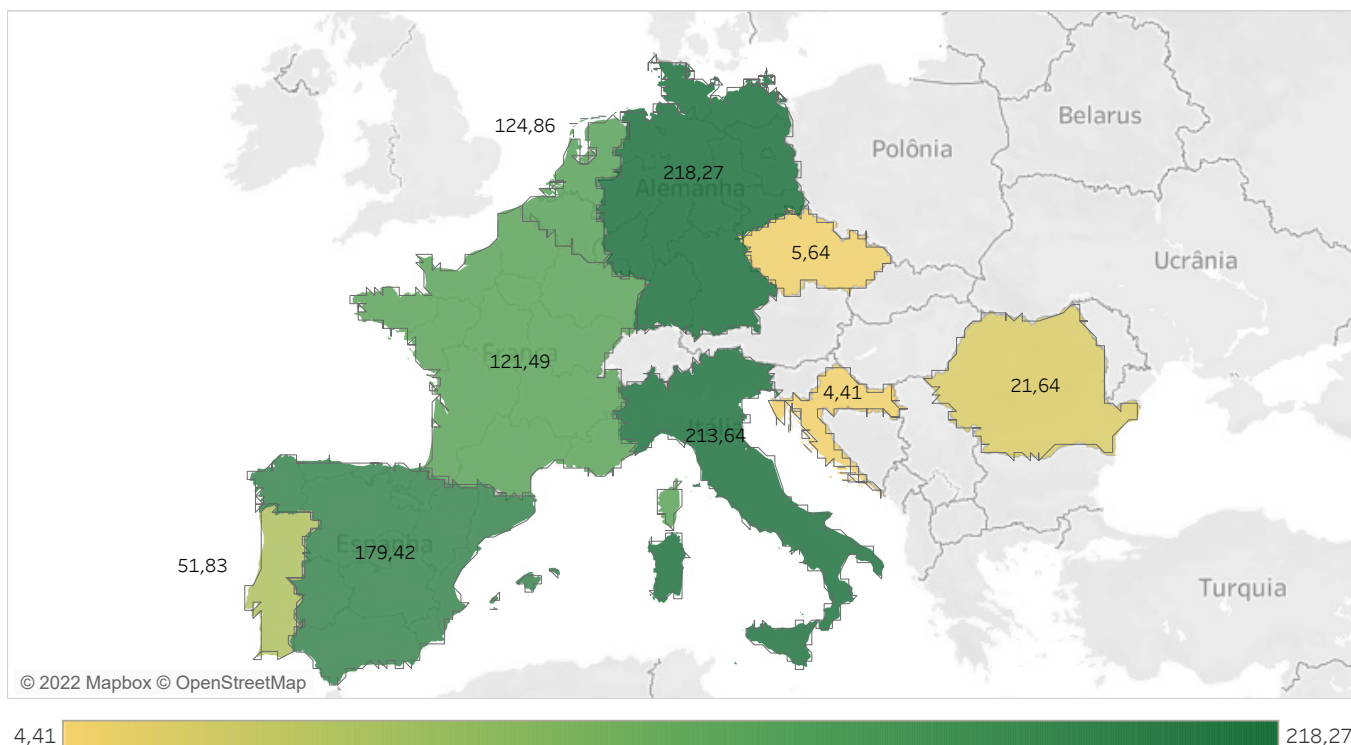 Belarus
124,86
Polônia
218,27
Alemanha
5,64
Ucrânia
França
121,49
4,41
21,64
Itália
213,64
Espanha
179,42
51,83
Turquia
© 2022 Mapbox © OpenStreetMap
4,41
218,27